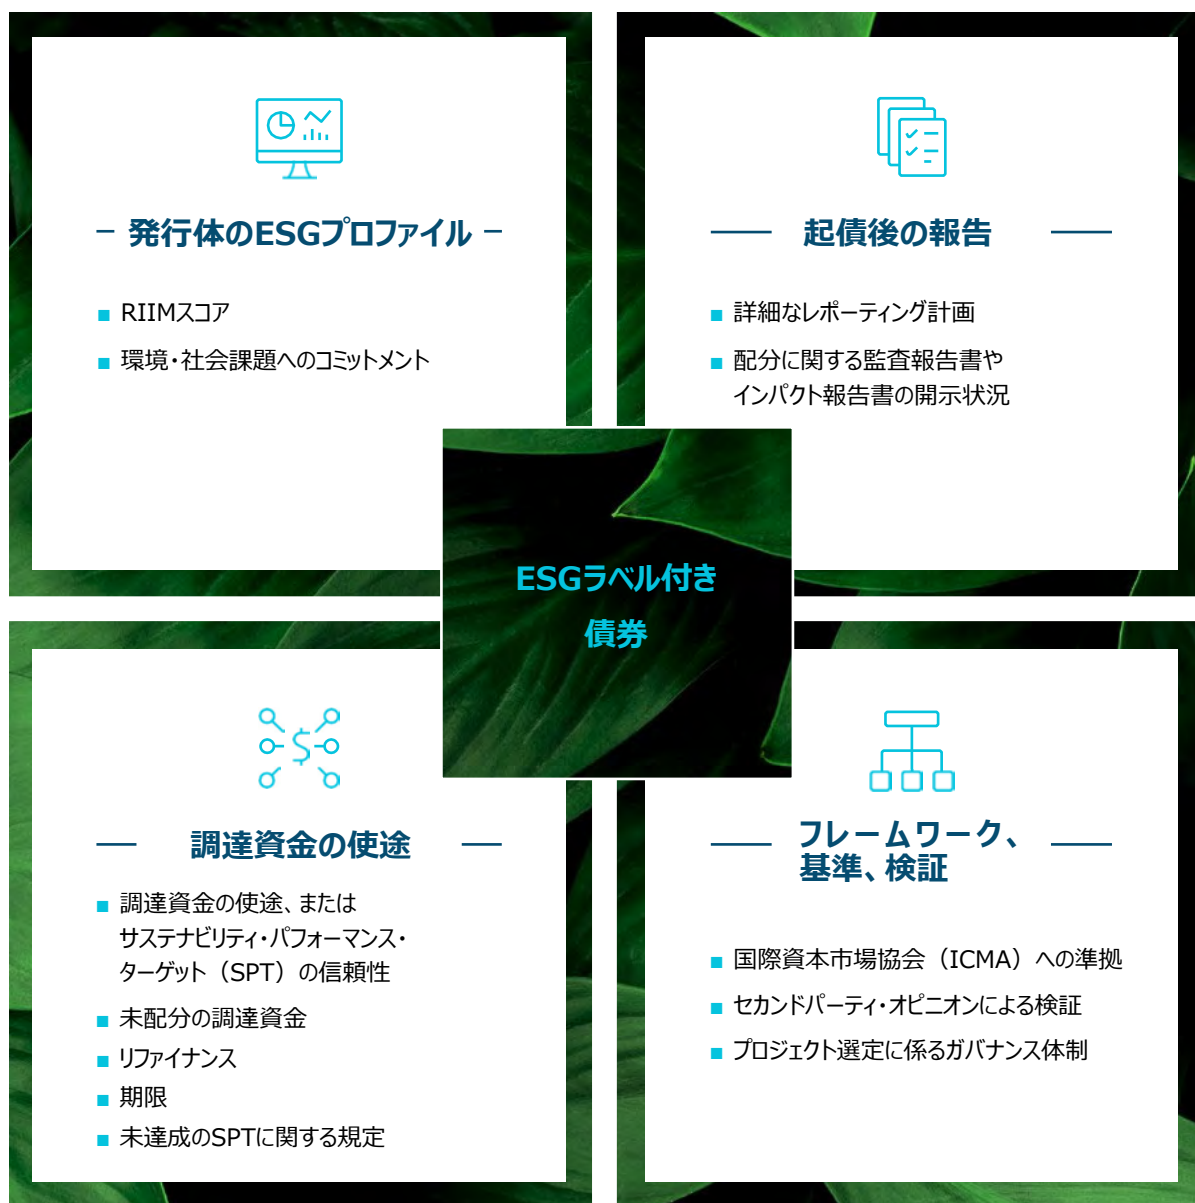 発行体のESGプロファイル
RIIMスコア
環境・社会課題へのコミットメント
起債後の報告
詳細なレポーティング計画
配分に関する監査報告書や
インパクト報告書の開示状況
ESGラベル付き
債券
調達資金の使途
調達資金の使途、または
サステナビリティ・パフォーマンス・
ターゲット（SPT）の信頼性
未配分の調達資金
リファイナンス
期限
未達成のSPTに関する規定
フレームワーク、
基準、検証
国際資本市場協会（ICMA）への準拠
セカンドパーティ・オピニオンによる検証
プロジェクト選定に係るガバナンス体制